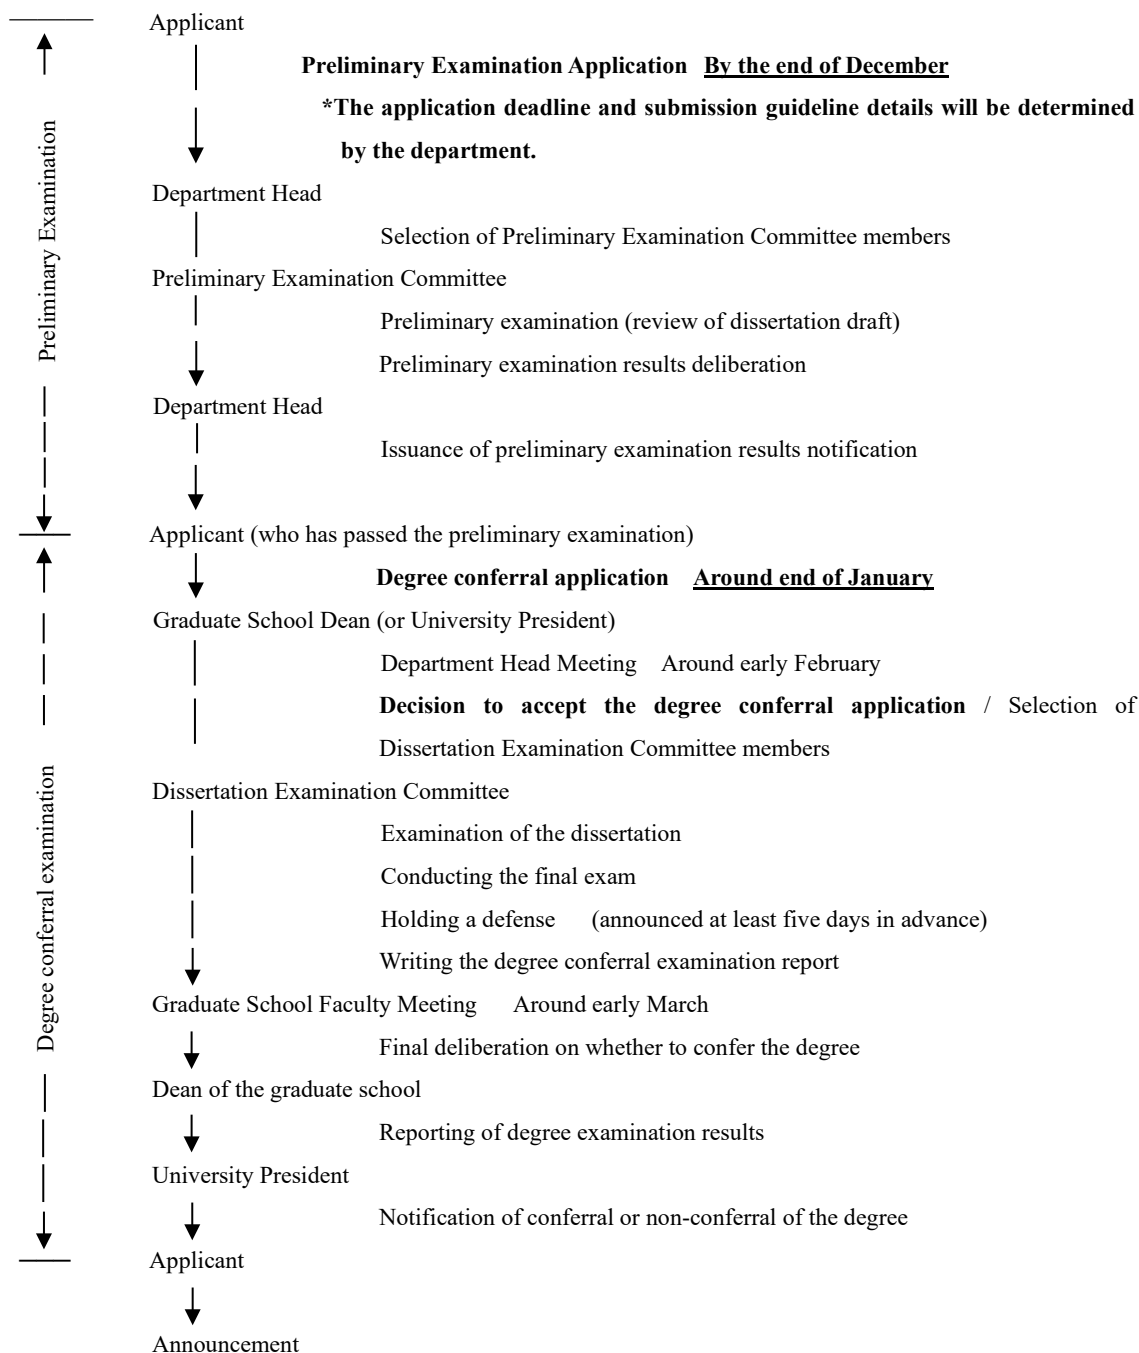 Applicant
Preliminary Examination Application By the end of December
*The application deadline and submission guideline details will be determined
by the department.
Department Head
Selection of Preliminary Examination Committee members
Preliminary Examination Committee
Preliminary examination (review of dissertation draft)
Preliminary examination results deliberation
Department Head
Issuance of preliminary examination results notification
Preliminary Examination
Applicant (who has passed the preliminary examination)
Degree conferral application Around end of January
Graduate School Dean (or University President)
Department Head Meeting Around early February
Decision to accept the degree conferral application / Selection of
Dissertation Examination Committee members
Dissertation Examination Committee
Examination of the dissertation
Conducting the final exam
Holding a defense (announced at least five days in advance)
Writing the degree conferral examination report
Graduate School Faculty Meeting Around early March
Final deliberation on whether to confer the degree
Dean of the graduate school
Reporting of degree examination results
University President
Notification of conferral or non-conferral of the degree
Degree conferral examination
Applicant
Announcement